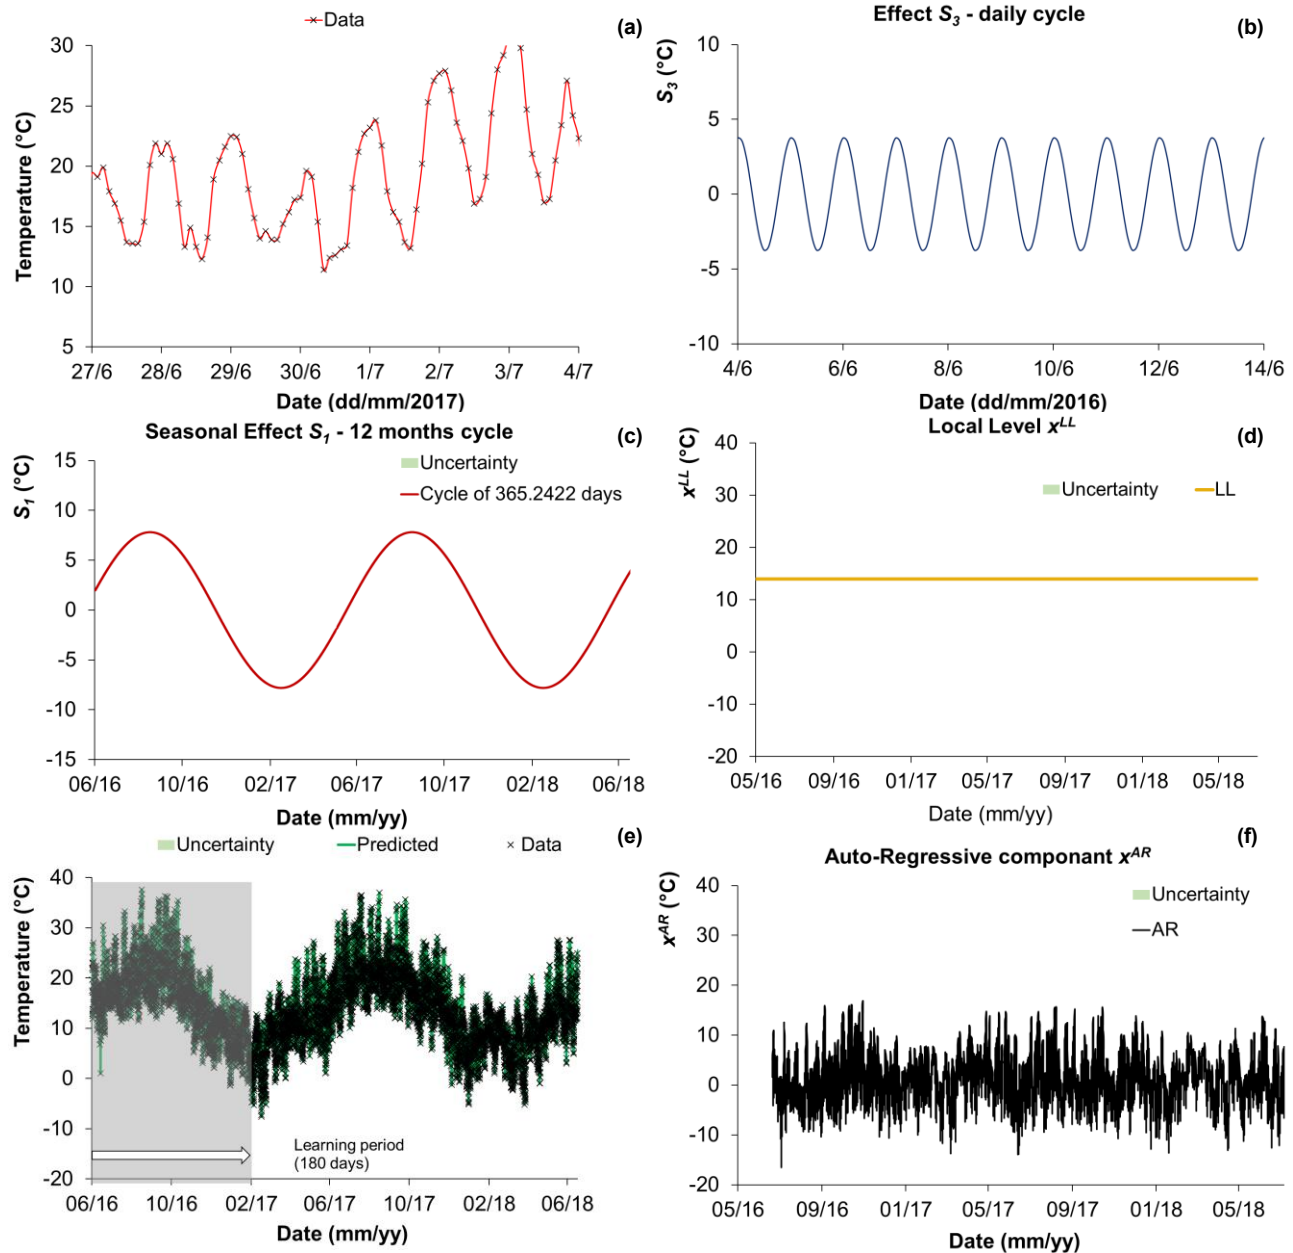 Data
(a)
Temperature (°C)
30
25
20
15
10
5
27/6 28/6 29/6 30/6 1/7 2/7 3/7 4/7
Date (dd/mm/2017)
Effect S3 - daily cycle
(b)
S3 (°C)
10
5
0
-5
-10
4/6 6/6 8/6 10/6 12/6 14/6
Date (dd/mm/2016)
Seasonal Effect S1 - 12 months cycle
(c)
S1 (°C)
Uncertainty
Cycle of 365.2422 days
15
10
5
0
-5
-10
-15
06/16 10/16 02/17 06/17 10/17 02/18 06/18
Date (mm/yy)
Local Level xLL
(d)
xLL (°C)
Uncertainty LL
40
30
20
10
0
-10
-20
05/16 09/16 01/17 05/17 09/17 01/18 05/18
Date (mm/yy)
Uncertainty Predicted Data
(e)
Temperature (°C)
40
30
20
10
0
-10
-20
Learning period
(180 days)
06/16 10/16 02/17 06/17 10/17 02/18 06/18
Date (mm/yy)
Auto-Regressive componant xAR
(f)
xAR (°C)
Uncertainty
AR
40
30
20
10
0
-10
-20
05/16 09/16 01/17 05/17 09/17 01/18 05/18
Date (mm/yy)